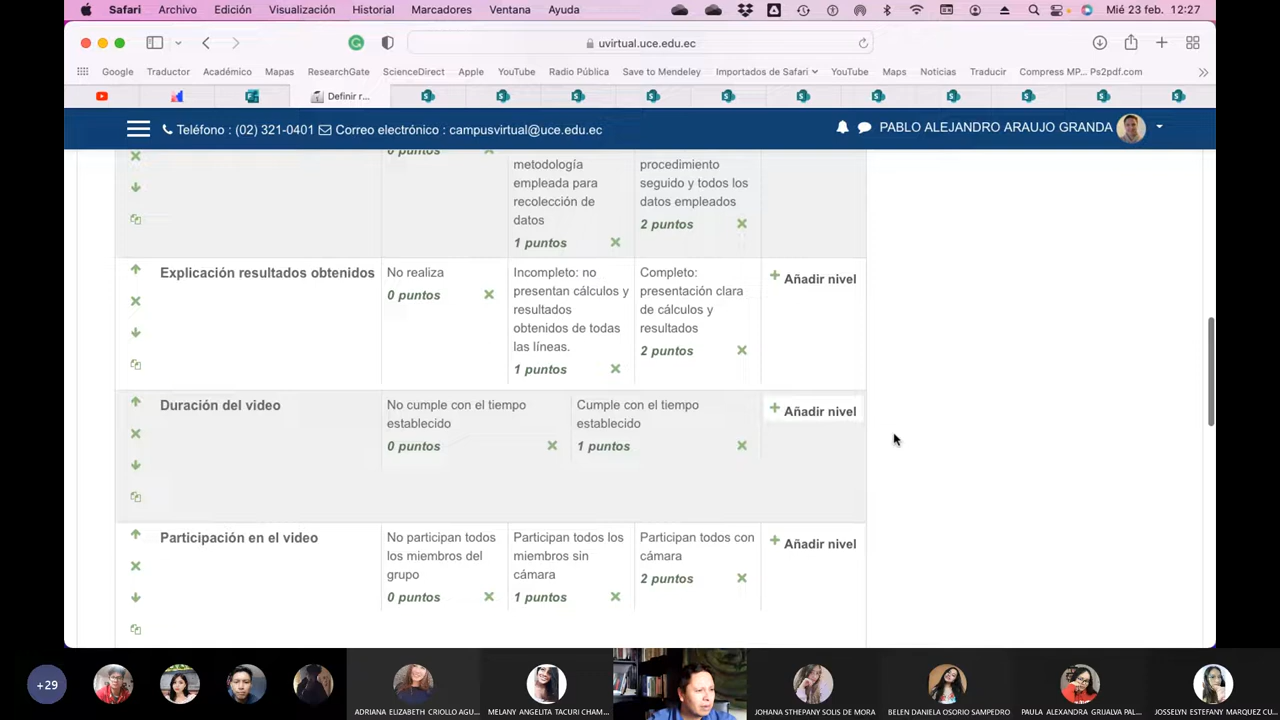 Safari Archivo Edición Visualización Historial Marcadores Ventana Ayuda Mié 23 feb. 12:27
uvirtual.uce.edu.ec
Google Traductor Académico Mapas ResearchGate ScienceDirect Apple YouTube Radio Pública Save to Mendeley Importados de Safari YouTube Maps Noticias Traducir Compress MP... Ps2pdf.com
Definir r...
Teléfono : (02) 321-0401 Correo electrónico : campusvirtual@uce.edu.ec PABLO ALEJANDRO ARAUJO GRANDA
0 puntos
metodología
empleada para
recolección de
datos
1 puntos
procedimiento
seguido y todos los
datos empleados
2 puntos
Explicación resultados obtenidos
No realiza
0 puntos
Incompleto: no
presentan cálculos y
resultados
obtenidos de todas
las líneas.
1 puntos
Completo:
presentación clara
de cálculos y
resultados
2 puntos
+ Añadir nivel
Duración del video
No cumple con el tiempo
establecido
0 puntos
Cumple con el tiempo
establecido
1 puntos
+ Añadir nivel
Participación en el video
No participan todos
los miembros del
grupo
0 puntos
Participan todos los
miembros sin
cámara
1 puntos
Participan todos con
cámara
2 puntos
+ Añadir nivel
+29
ADRIANA ELIZABETH CRIOLLO AGU...
MELANY ANGELITA TACURI CHAM...
JOHANA STHEPANY SOLIS DE MORA
BELEN DANIELA OSORIO SAMPEDRO
PAULA ALEXANDRA GRIJALVA PAL...
JOSSELYN ESTEFANY MARQUEZ CU...